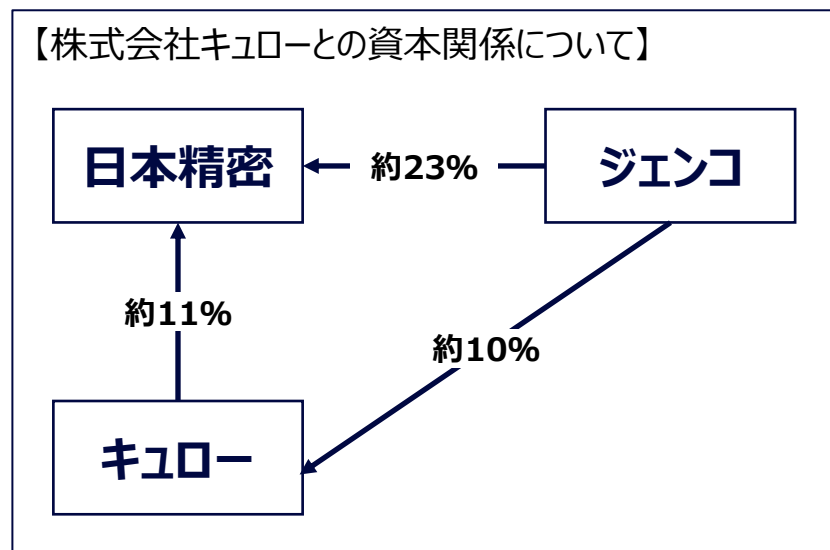 【株式会社キュローとの資本関係について】
日本精密
約23%
ジェンコ
約11%
約10%
キュロー